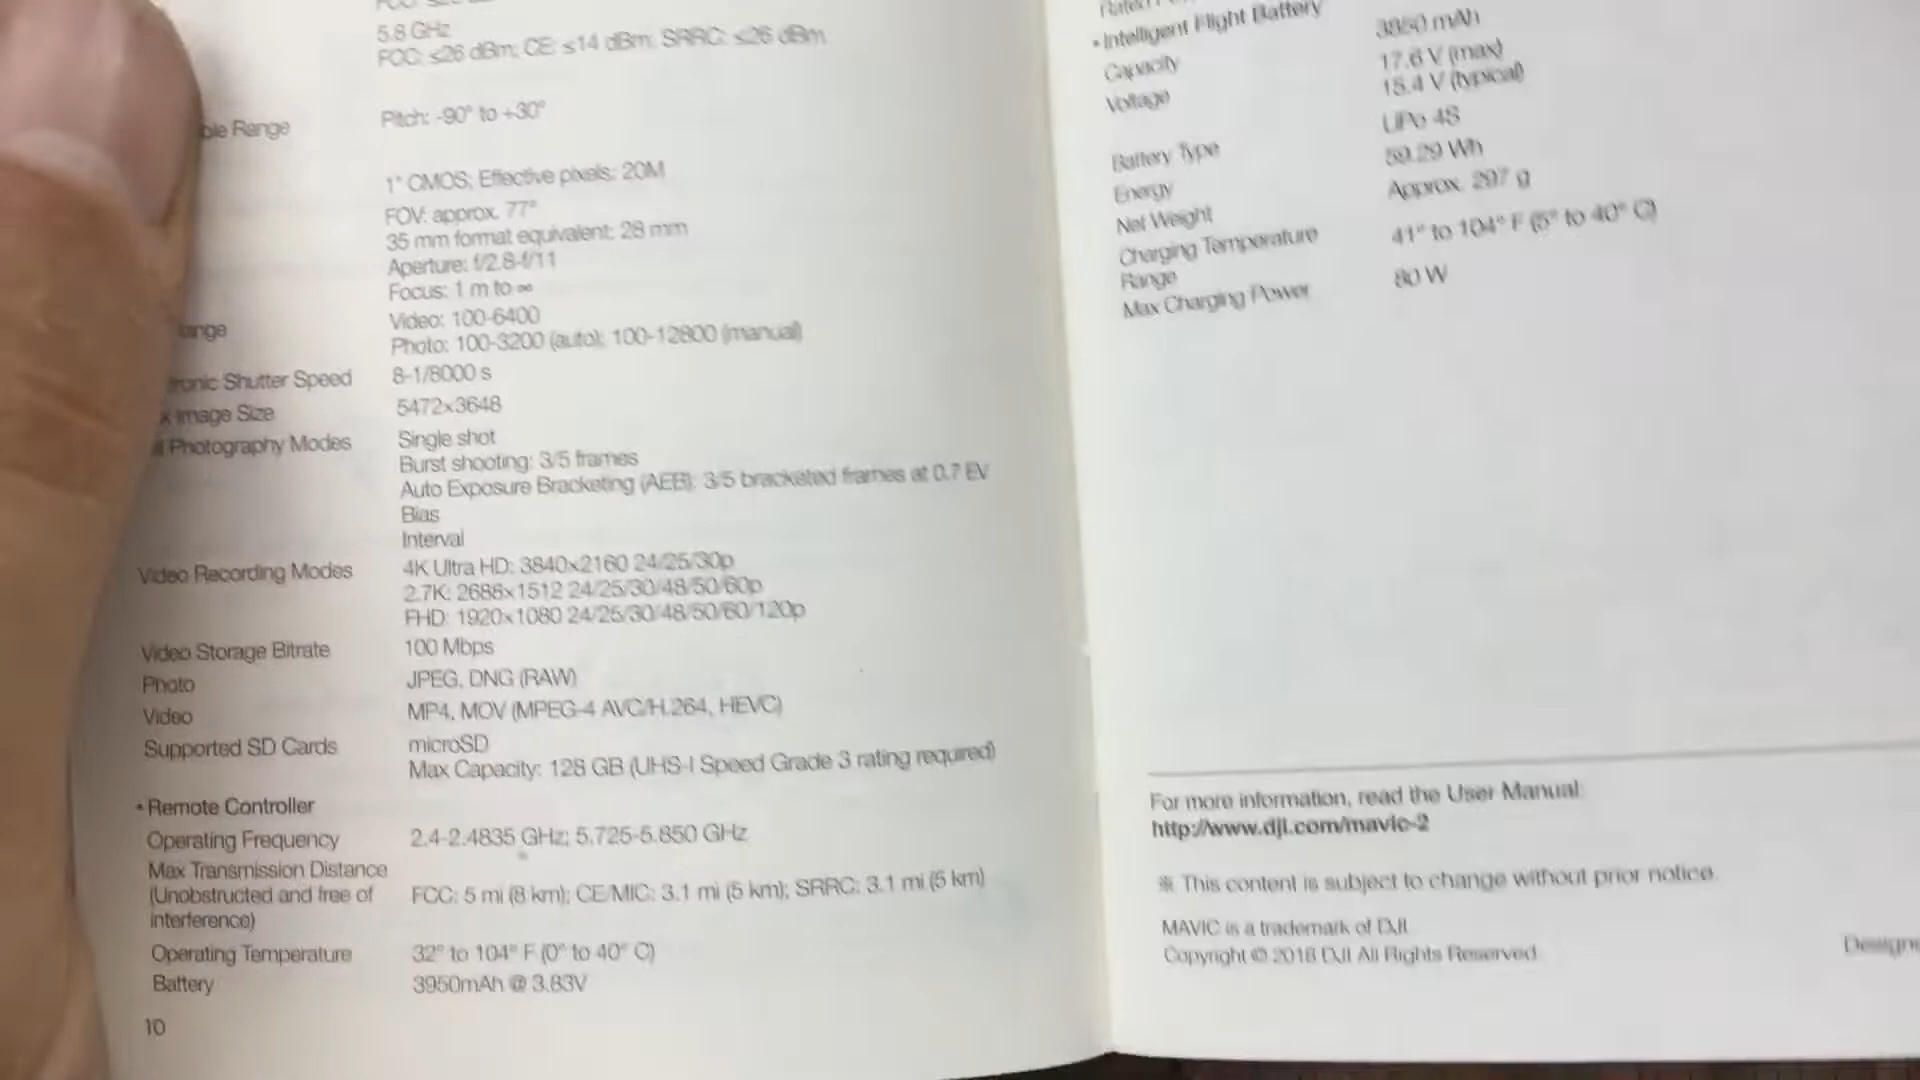 5.8 GHz
FCC: ≤26 dBm; CE: ≤14 dBm; SRRC: ≤26 dBm
ble Range Pitch: -90° to +30°
1" CMOS; Effective pixels: 20M
FOV: approx. 77°
35 mm format equivalent: 28 mm
Aperture: f/2.8-f/11
Focus: 1 m to ∞
ange Video: 100-6400
Photo: 100-3200 (auto); 100-12800 (manual)
tronic Shutter Speed 8-1/8000 s
x Image Size 5472×3648
ll Photography Modes Single shot
Burst shooting: 3/5 frames
Auto Exposure Bracketing (AEB): 3/5 bracketed frames at 0.7 EV
Bias
Interval
Video Recording Modes 4K Ultra HD: 3840×2160 24/25/30p
2.7K: 2688×1512 24/25/30/48/50/60p
FHD: 1920×1080 24/25/30/48/50/60/120p
Video Storage Bitrate 100 Mbps
Photo JPEG, DNG (RAW)
Video MP4, MOV (MPEG-4 AVC/H.264, HEVC)
Supported SD Cards microSD
Max Capacity: 128 GB (UHS-I Speed Grade 3 rating required)
• Remote Controller
Operating Frequency 2.4-2.4835 GHz; 5.725-5.850 GHz
Max Transmission Distance
(Unobstructed and free of FCC: 5 mi (8 km); CE/MIC: 3.1 mi (5 km); SRRC: 3.1 mi (5 km)
interference)
Operating Temperature 32° to 104° F (0° to 40° C)
Battery 3950mAh @ 3.83V
10
Rated
• Intelligent Flight Battery
Capacity 3850 mAh
Voltage 17.6 V (max)
15.4 V (typical)
Battery Type LiPo 4S
Energy 59.29 Wh
Net Weight Approx. 297 g
Charging Temperature 41° to 104° F (5° to 40° C)
Range
Max Charging Power 80 W
For more information, read the User Manual:
http://www.dji.com/mavic-2
※ This content is subject to change without prior notice.
MAVIC is a trademark of DJI.
Copyright © 2018 DJI All Rights Reserved.
Designe